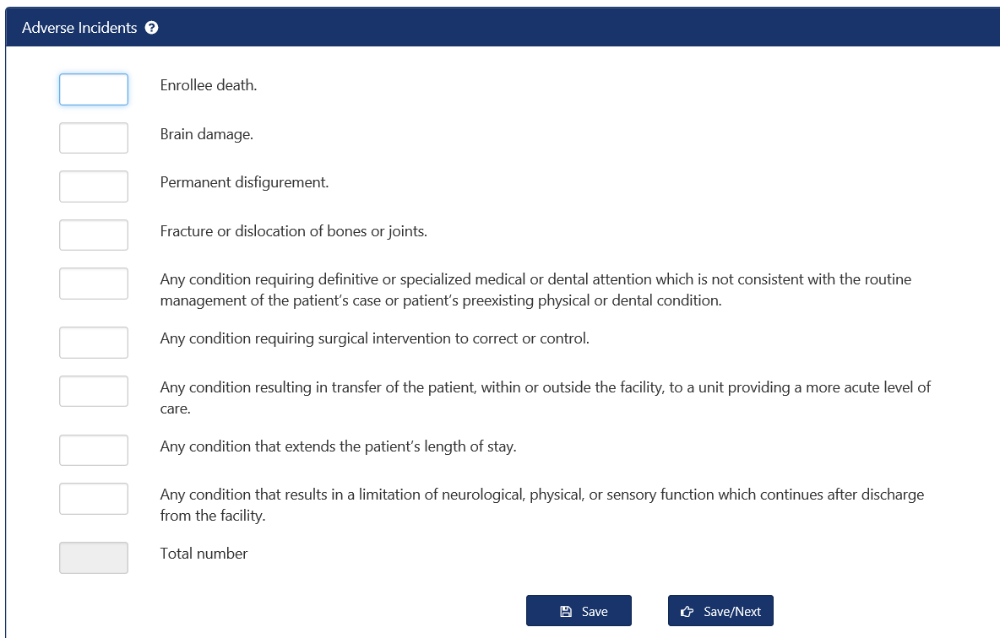 Adverse Incidents ?
Enrollee death.
Brain damage.
Permanent disfigurement.
Fracture or dislocation of bones or joints.
Any condition requiring definitive or specialized medical or dental attention which is not consistent with the routine
management of the patient’s case or patient’s preexisting physical or dental condition.
Any condition requiring surgical intervention to correct or control.
Any condition resulting in transfer of the patient, within or outside the facility, to a unit providing a more acute level of
care.
Any condition that extends the patient’s length of stay.
Any condition that results in a limitation of neurological, physical, or sensory function which continues after discharge
from the facility.
Total number
Save
Save/Next